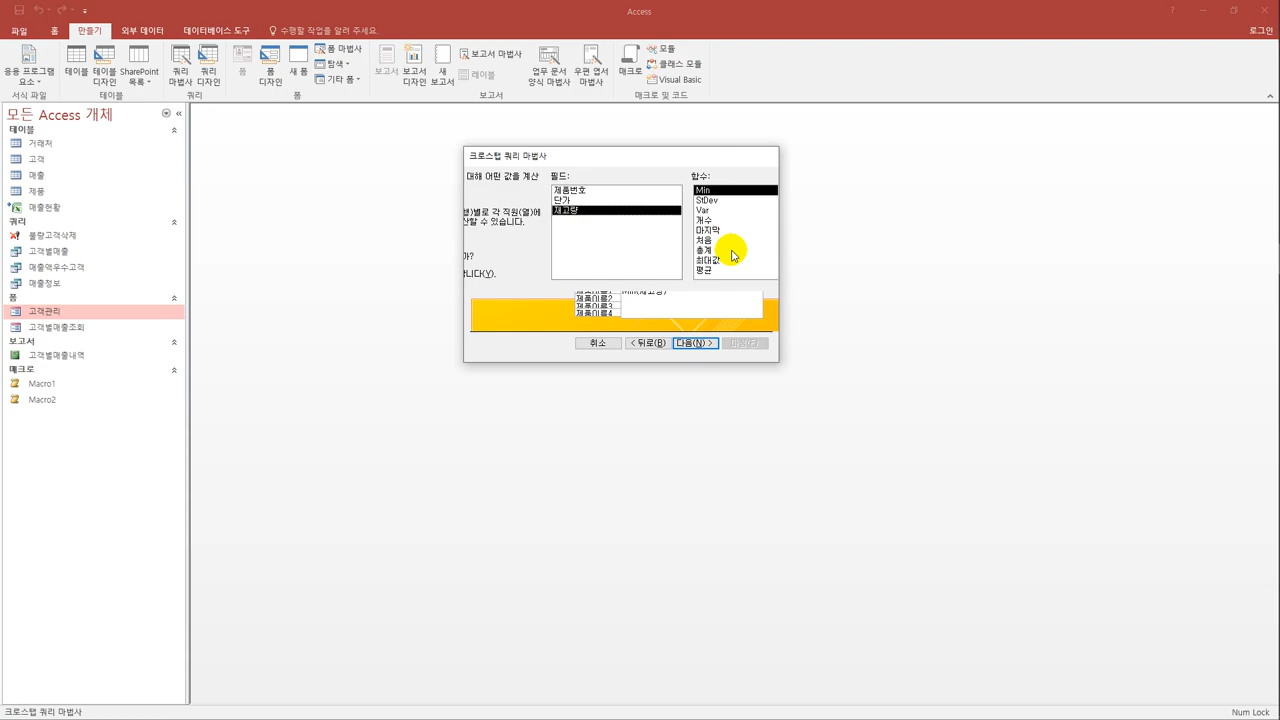 Access
파일 홈 만들기 외부 데이터 데이터베이스 도구 수행할 작업을 알려 주세요. 로그인
응용 프로그램 요소
서식 파일
테이블
테이블 디자인
SharePoint 목록
테이블
쿼리 마법사
쿼리 디자인
쿼리
폼
폼 디자인
새 폼
폼 마법사
탐색
기타 폼
폼
보고서
보고서 디자인
새 보고서
보고서 마법사
레이블
업무 문서 양식 마법사
우편 엽서 마법사
보고서
매크로
모듈
클래스 모듈
Visual Basic
매크로 및 코드
모든 Access 개체
테이블
거래처
고객
매출
제품
매출현황
쿼리
불량고객삭제
고객별매출
매출액우수고객
매출정보
폼
고객관리
고객별매출조회
보고서
고객별매출내역
매크로
Macro1
Macro2
크로스탭 쿼리 마법사
대해 어떤 값을 계산
별로 각 직원(열)에
산할 수 있습니다.
까?
니다(Y).
필드:
제품번호
단가
재고량
함수:
Min
StDev
Var
개수
마지막
처음
총계
최대값
평균
제품이름1 Min(재고량)
제품이름2
제품이름3
제품이름4
취소 < 뒤로(B) 다음(N) > 마침(F)
크로스탭 쿼리 마법사
Num Lock